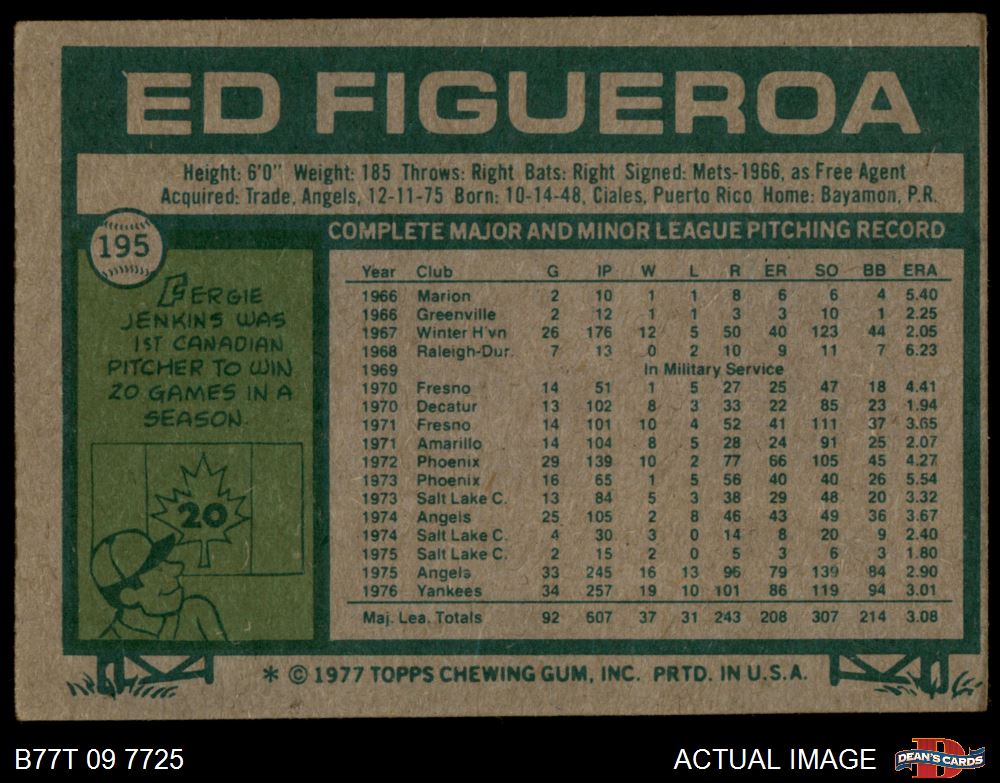 ED FIGUEROA
Height: 6'0" Weight: 185 Throws: Right Bats: Right Signed: Mets-1966, as Free Agent
Acquired: Trade, Angels, 12-11-75 Born: 10-14-48, Ciales, Puerto Rico Home: Bayamon, P.R.
195
FERGIE
JENKINS WAS
1ST CANADIAN
PITCHER TO WIN
20 GAMES IN A
SEASON.
20
COMPLETE MAJOR AND MINOR LEAGUE PITCHING RECORD
Year Club G IP W L R ER SO BB ERA
1966 Marion 2 10 1 1 8 6 6 4 5.40
1966 Greenville 2 12 1 1 3 3 10 1 2.25
1967 Winter H'vn 26 176 12 5 50 40 123 44 2.05
1968 Raleigh-Dur. 7 13 0 2 10 9 11 7 6.23
1969 In Military Service
1970 Fresno 14 51 1 5 27 25 47 18 4.41
1970 Decatur 13 102 8 3 33 22 85 23 1.94
1971 Fresno 14 101 10 4 52 41 111 37 3.65
1971 Amarillo 14 104 8 5 28 24 91 25 2.07
1972 Phoenix 29 139 10 2 77 66 105 45 4.27
1973 Phoenix 16 65 1 5 56 40 40 26 5.54
1973 Salt Lake C. 13 84 5 3 38 29 48 20 3.32
1974 Angels 25 105 2 8 46 43 49 36 3.67
1974 Salt Lake C. 4 30 3 0 14 8 20 9 2.40
1975 Salt Lake C. 2 15 2 0 5 3 6 3 1.80
1975 Angels 33 245 16 13 96 79 139 84 2.90
1976 Yankees 34 257 19 10 101 86 119 94 3.01
Maj. Lea. Totals 92 607 37 31 243 208 307 214 3.08
* © 1977 TOPPS CHEWING GUM, INC. PRTD. IN U.S.A.
B77T 09 7725
ACTUAL IMAGE
D
DEAN'S CARDS